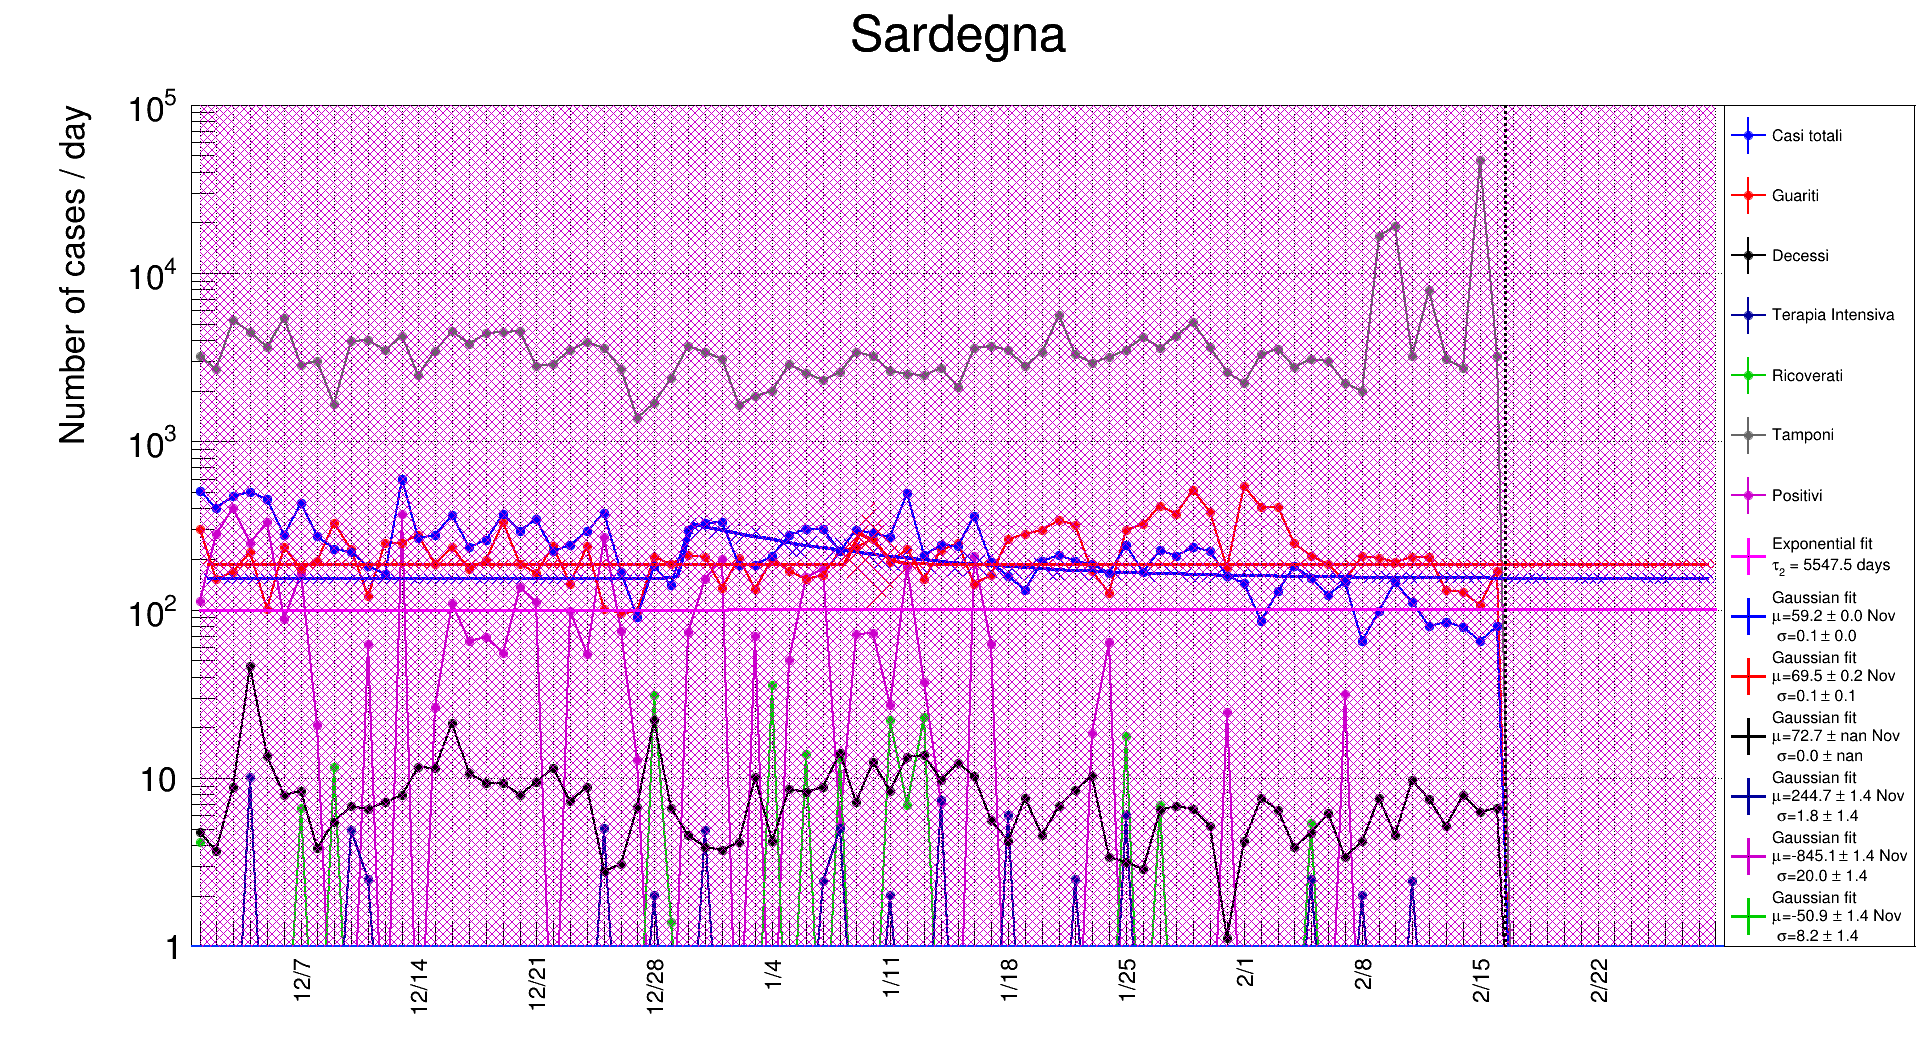 Sardegna
Number of cases / day
10^5
10^4
10^3
10^2
10
1
12/7
12/14
12/21
12/28
1/4
1/11
1/18
1/25
2/1
2/8
2/15
2/22
Casi totali
Guariti
Decessi
Terapia Intensiva
Ricoverati
Tamponi
Positivi
Exponential fit
τ_2 = 5547.5 days
Gaussian fit
μ=59.2 ± 0.0 Nov
σ=0.1 ± 0.0
Gaussian fit
μ=69.5 ± 0.2 Nov
σ=0.1 ± 0.1
Gaussian fit
μ=72.7 ± nan Nov
σ=0.0 ± nan
Gaussian fit
μ=244.7 ± 1.4 Nov
σ=1.8 ± 1.4
Gaussian fit
μ=-845.1 ± 1.4 Nov
σ=20.0 ± 1.4
Gaussian fit
μ=-50.9 ± 1.4 Nov
σ=8.2 ± 1.4